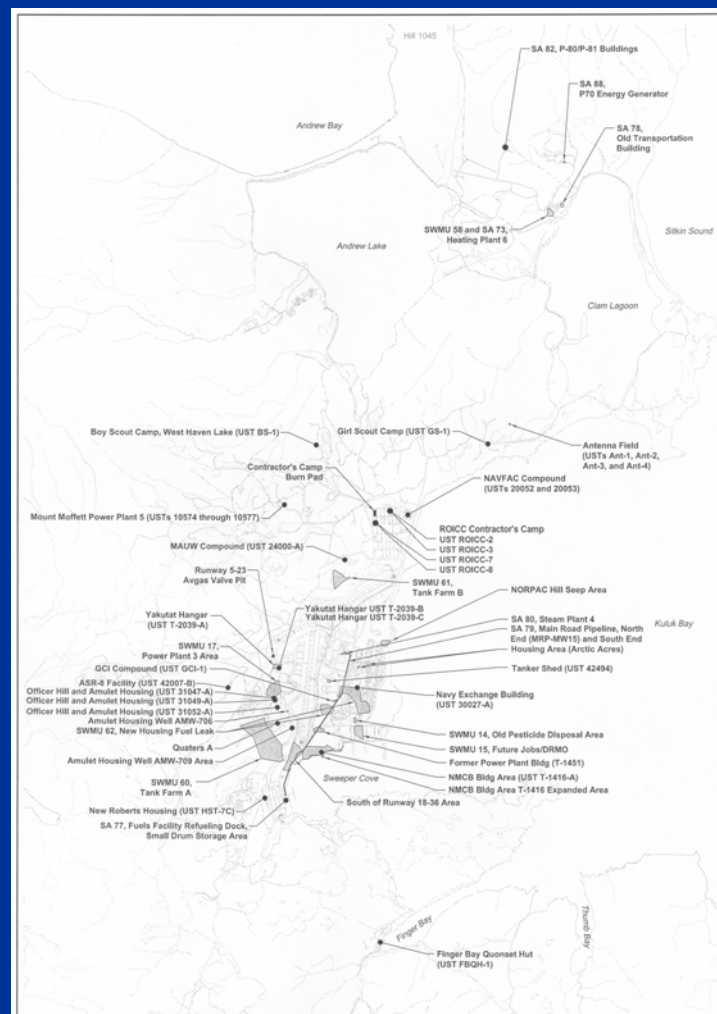 Hill 1045
SA 82, P-80/P-81 Buildings
SA 88,
P70 Energy Generator
Andrew Bay
SA 78,
Old Transportation
Building
SWMU 58 and SA 73,
Heating Plant 6
Sitkin Sound
Andrew Lake
Clam Lagoon
Boy Scout Camp, West Haven Lake (UST BS-1)
Girl Scout Camp (UST GS-1)
Antenna Field
(USTs Ant-1, Ant-2,
Ant-3, and Ant-4)
Contractor's Camp
Burn Pad
NAVFAC Compound
(USTs 20052 and 20053)
Mount Moffett Power Plant 5 (USTs 10574 through 10577)
ROICC Contractor's Camp
UST ROICC-2
UST ROICC-3
UST ROICC-7
UST ROICC-8
MAUW Compound (UST 24000-A)
Runway 5-23
Avgas Valve Pit
SWMU 61,
Tank Farm B
NORPAC Hill Seep Area
Yakutat Hangar
(UST T-2039-A)
Yakutat Hangar UST T-2039-B
Yakutat Hangar UST T-2039-C
SA 80, Steam Plant 4
SA 79, Main Road Pipeline, North
End (MRP-MW15) and South End
Kuluk Bay
SWMU 17,
Power Plant 3 Area
Housing Area (Arctic Acres)
GCI Compound (UST GCI-1)
Tanker Shed (UST 42494)
ASR-8 Facility (UST 42007-B)
Officer Hill and Amulet Housing (UST 31047-A)
Officer Hill and Amulet Housing (UST 31049-A)
Officer Hill and Amulet Housing (UST 31052-A)
Navy Exchange Building
(UST 30027-A)
Amulet Housing Well AMW-706
SWMU 62, New Housing Fuel Leak
SWMU 14, Old Pesticide Disposal Area
Quaters A
SWMU 15, Future Jobs/DRMO
Amulet Housing Well AMW-709 Area
Former Power Plant Bldg (T-1451)
SWMU 60,
Tank Farm A
Sweeper Cove
NMCB Bldg Area (UST T-1416-A)
NMCB Bldg Area T-1416 Expanded Area
New Roberts Housing (UST HST-7C)
South of Runway 18-36 Area
SA 77, Fuels Facility Refueling Dock,
Small Drum Storage Area
Finger Bay
Thumb Bay
Finger Bay Quonset Hut
(UST FBQH-1)